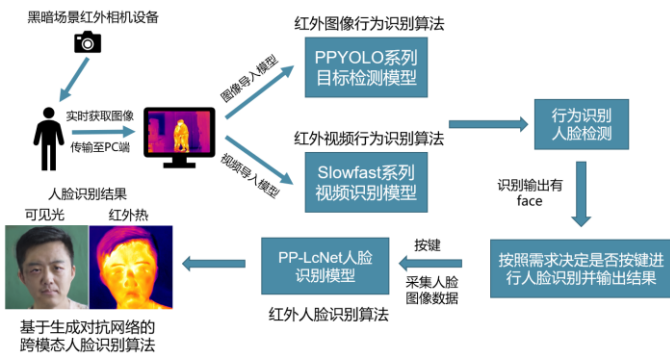 黑暗场景红外相机设备
实时获取图像
传输至PC端
图像导入模型
视频导入模型
红外图像行为识别算法
PPYOLO系列
目标检测模型
红外视频行为识别算法
Slowfast系列
视频识别模型
行为识别
人脸检测
识别输出有
face
按照需求决定是否按键进
行人脸识别并输出结果
按键
采集人脸
图像数据
PP-LcNet人脸
识别模型
红外人脸识别算法
人脸识别结果
可见光
红外热
基于生成对抗网络的
跨模态人脸识别算法